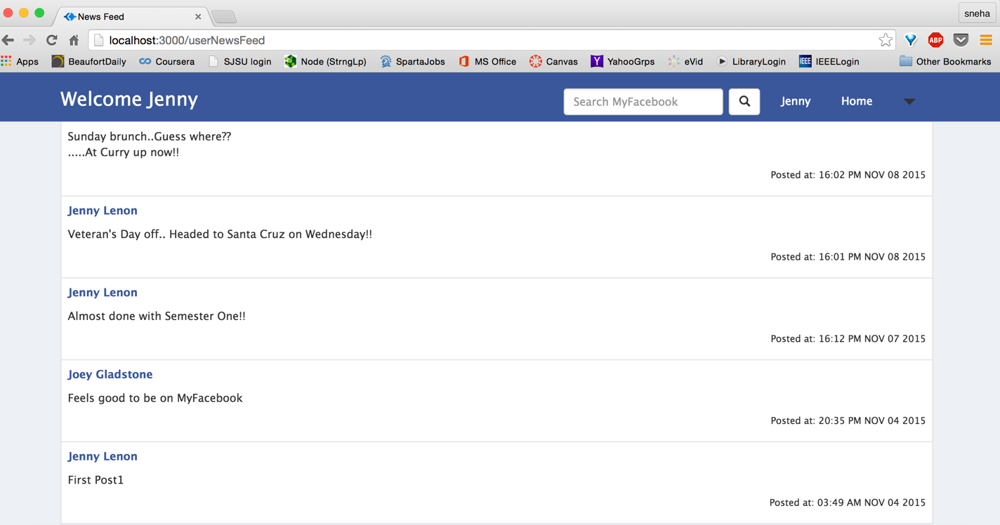 News Feed
sneha
localhost:3000/userNewsFeed
ABP
Apps BeaufortDaily Coursera SJSU login Node (StrngLp) SpartaJobs MS Office Canvas YahooGrps eVid LibraryLogin IEEE IEEELogin Other Bookmarks
Welcome Jenny Search MyFacebook Jenny Home
Sunday brunch..Guess where??
.....At Curry up now!!
Posted at: 16:02 PM NOV 08 2015
Jenny Lenon
Veteran's Day off.. Headed to Santa Cruz on Wednesday!!
Posted at: 16:01 PM NOV 08 2015
Jenny Lenon
Almost done with Semester One!!
Posted at: 16:12 PM NOV 07 2015
Joey Gladstone
Feels good to be on MyFacebook
Posted at: 20:35 PM NOV 04 2015
Jenny Lenon
First Post1
Posted at: 03:49 AM NOV 04 2015